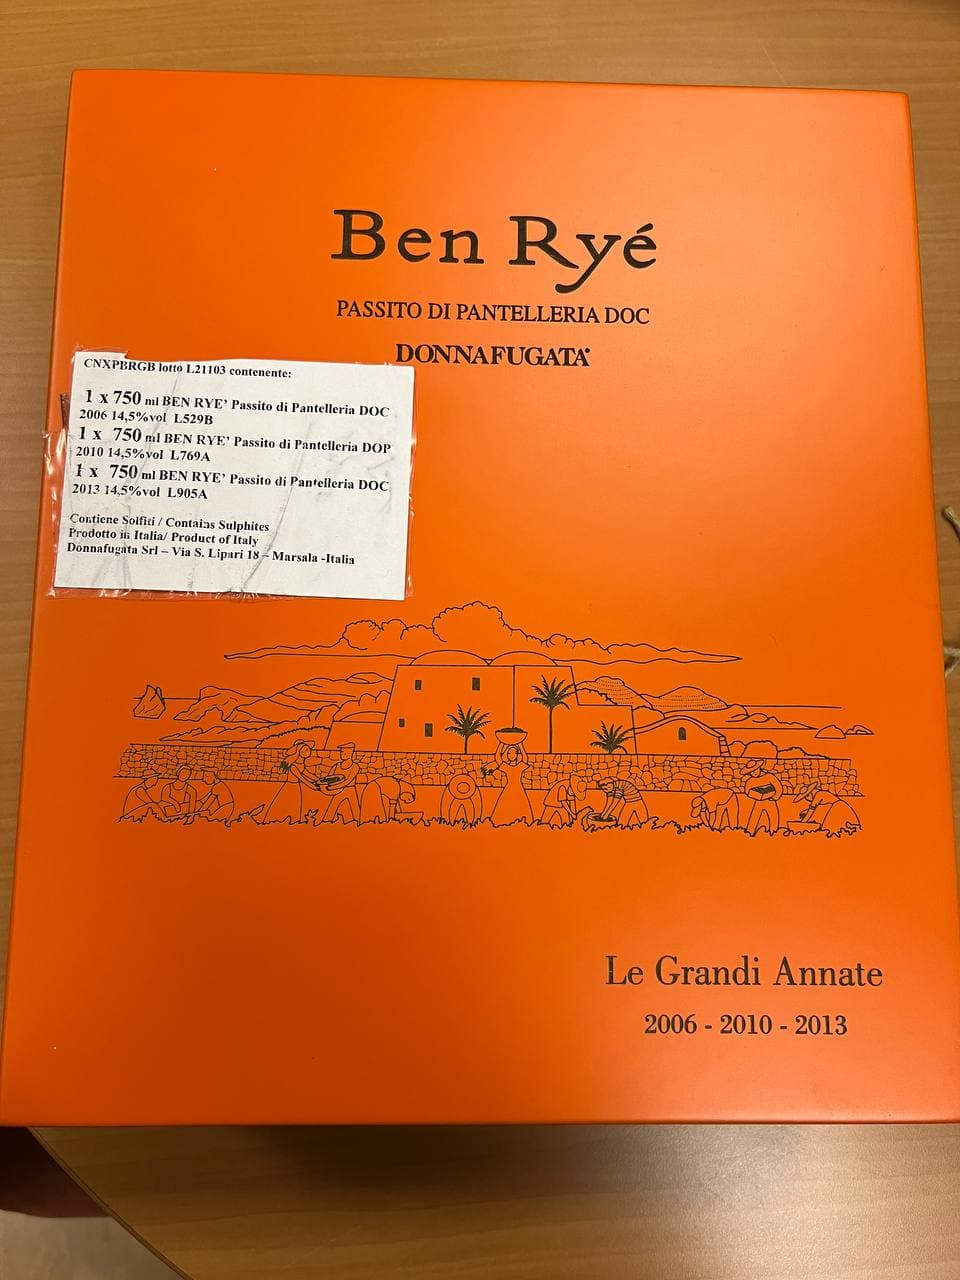 Ben Ryé
PASSITO DI PANTELLERIA DOC
DONNAFUGATA®
CNXPBRGB lotto L21103 contenente:
1 x 750 ml BEN RYE' Passito di Pantelleria DOC
2006 14,5%vol L529B
1 x 750 ml BEN RYE' Passito di Pantelleria DOP
2010 14,5%vol L769A
1 x 750 ml BEN RYE' Passito di Pantelleria DOC
2013 14,5%vol L905A
Contiene Solfiti / Contains Sulphites
Prodotto in Italia/ Product of Italy
Donnafugata Srl – Via S. Lipari 18 – Marsala -Italia
Le Grandi Annate
2006 - 2010 - 2013